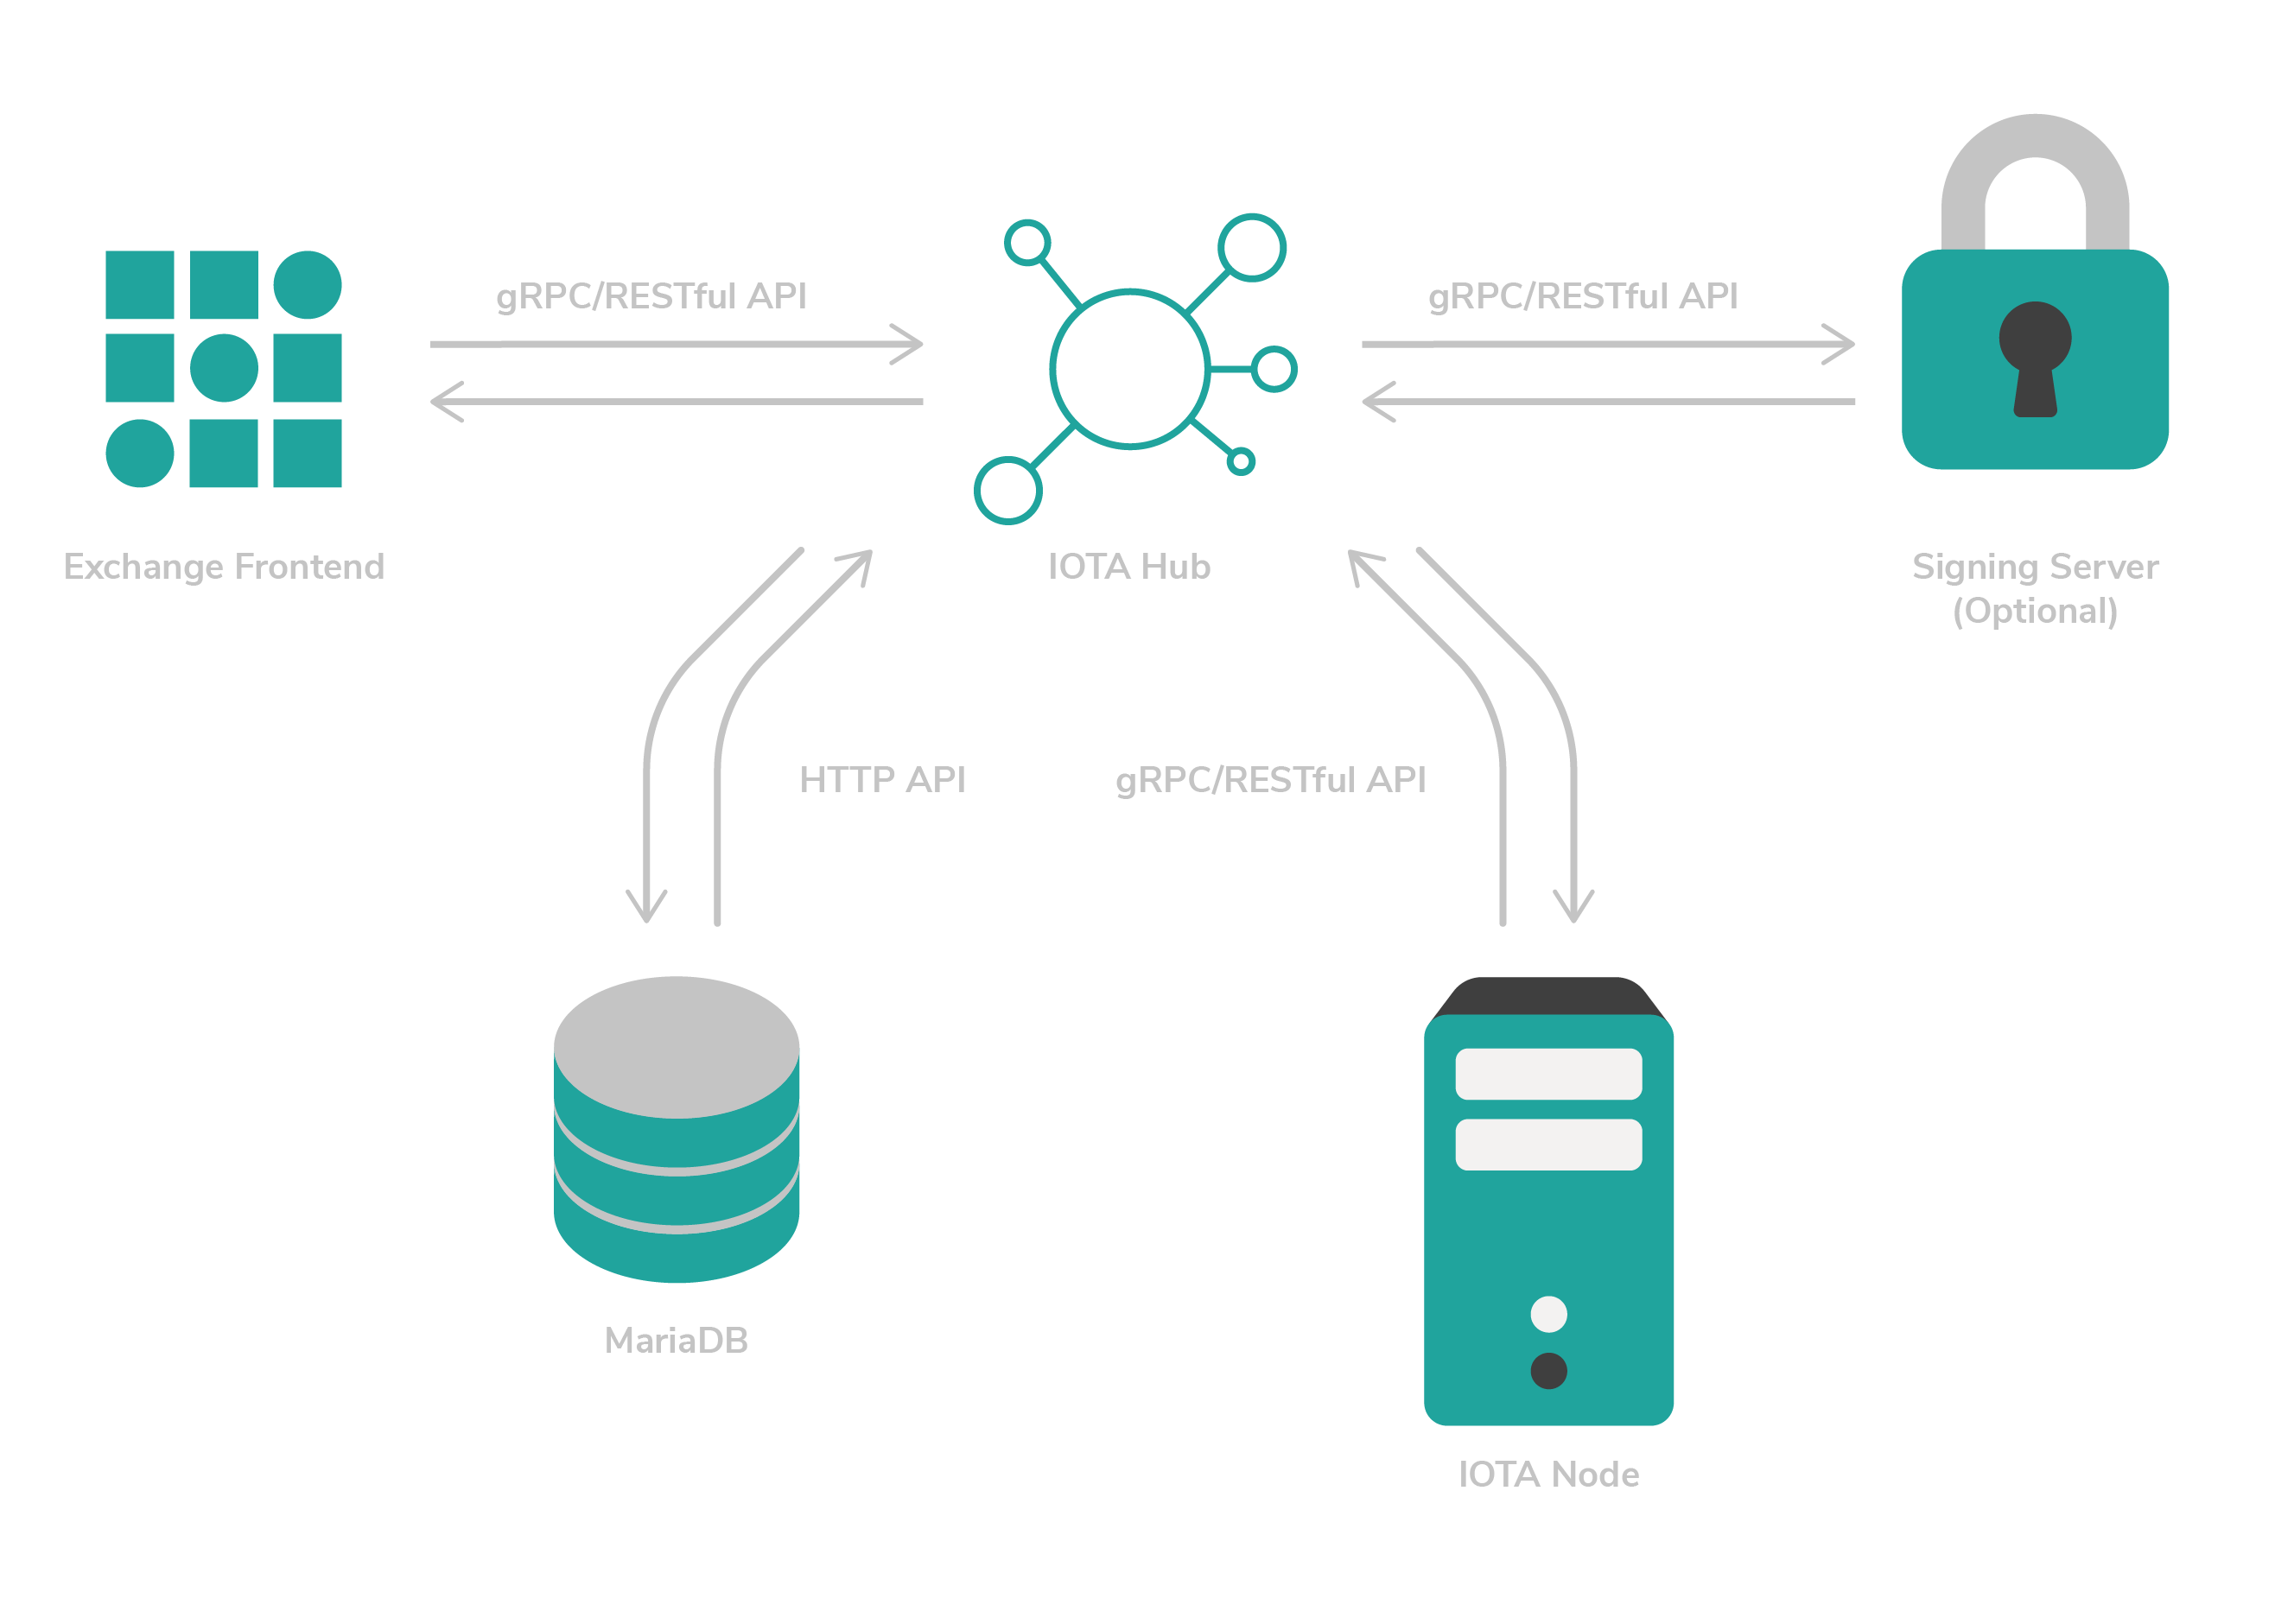 gRPC/RESTful API
gRPC/RESTful API
Exchange Frontend
IOTA Hub
Signing Server
(Optional)
HTTP API
gRPC/RESTful API
MariaDB
IOTA Node